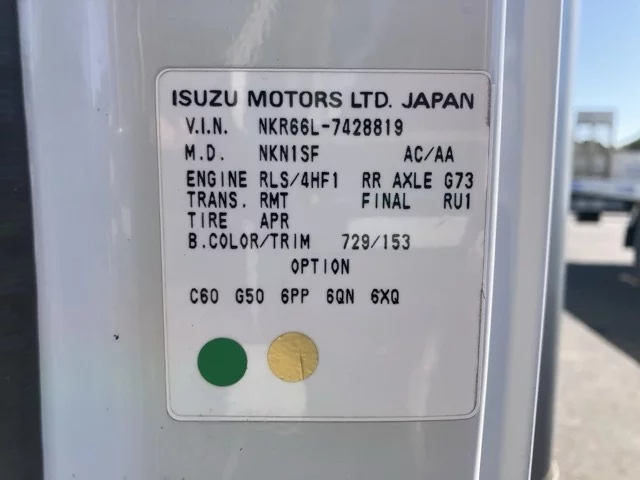 ISUZU MOTORS LTD. JAPAN
V.I.N. NKR66L-7428819
M.D. NKN1SF AC/AA
ENGINE RLS/4HF1 RR AXLE G73
TRANS. RMT FINAL RU1
TIRE APR
B.COLOR/TRIM 729/153
OPTION
C60 G50 6PP 6QN 6XQ